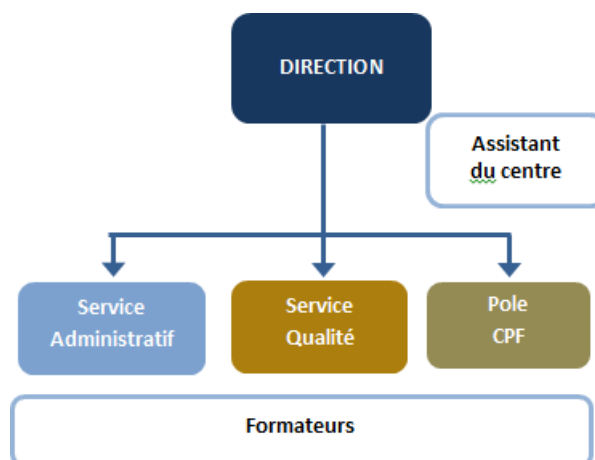 DIRECTION
Assistant
du centre
Service
Administratif
Service
Qualité
Pole
CPF
Formateurs